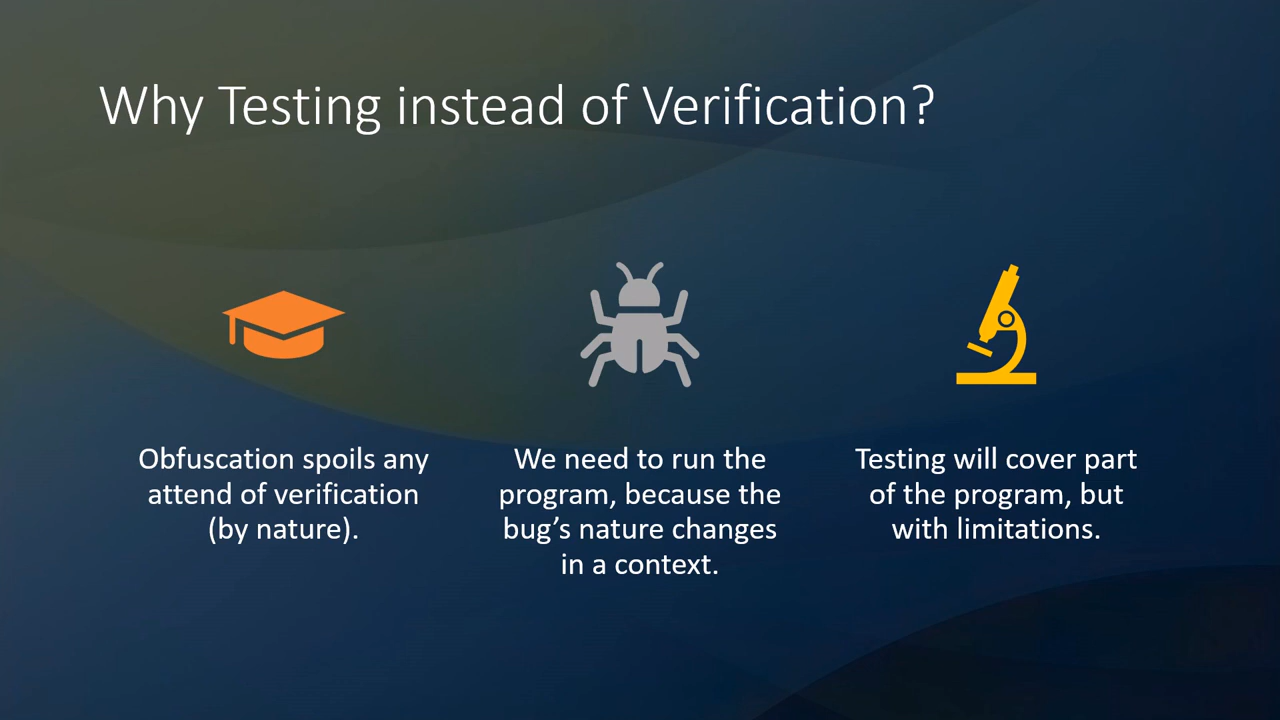 Why Testing instead of Verification?
Obfuscation spoils any
attend of verification
(by nature).
We need to run the
program, because the
bug’s nature changes
in a context.
Testing will cover part
of the program, but
with limitations.